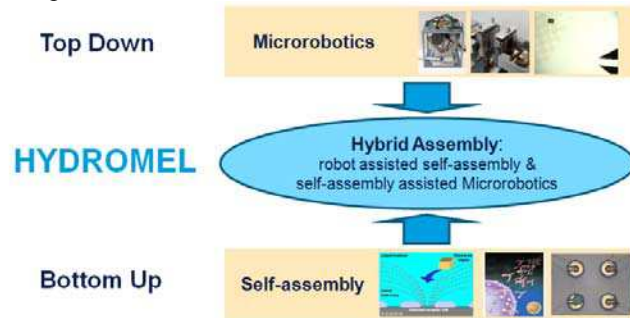 Top Down
Microrobotics
HYDROMEL
Hybrid Assembly:
robot assisted self-assembly &
self-assembly assisted Microrobotics
Bottom Up
Self-assembly